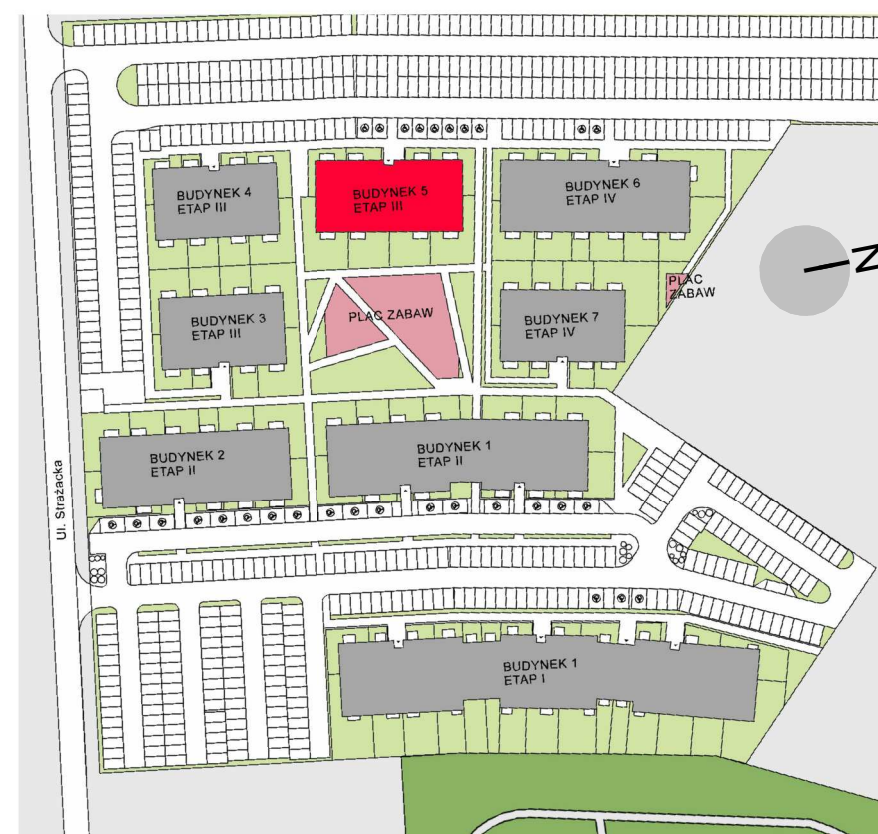 BUDYNEK 4
ETAP III
BUDYNEK 5
ETAP III
BUDYNEK 6
ETAP IV
N
PLAC
ZABAW
BUDYNEK 3
ETAP III
PLAC ZABAW
BUDYNEK 7
ETAP IV
BUDYNEK 2
ETAP II
BUDYNEK 1
ETAP II
Ul. Strażacka
BUDYNEK 1
ETAP I